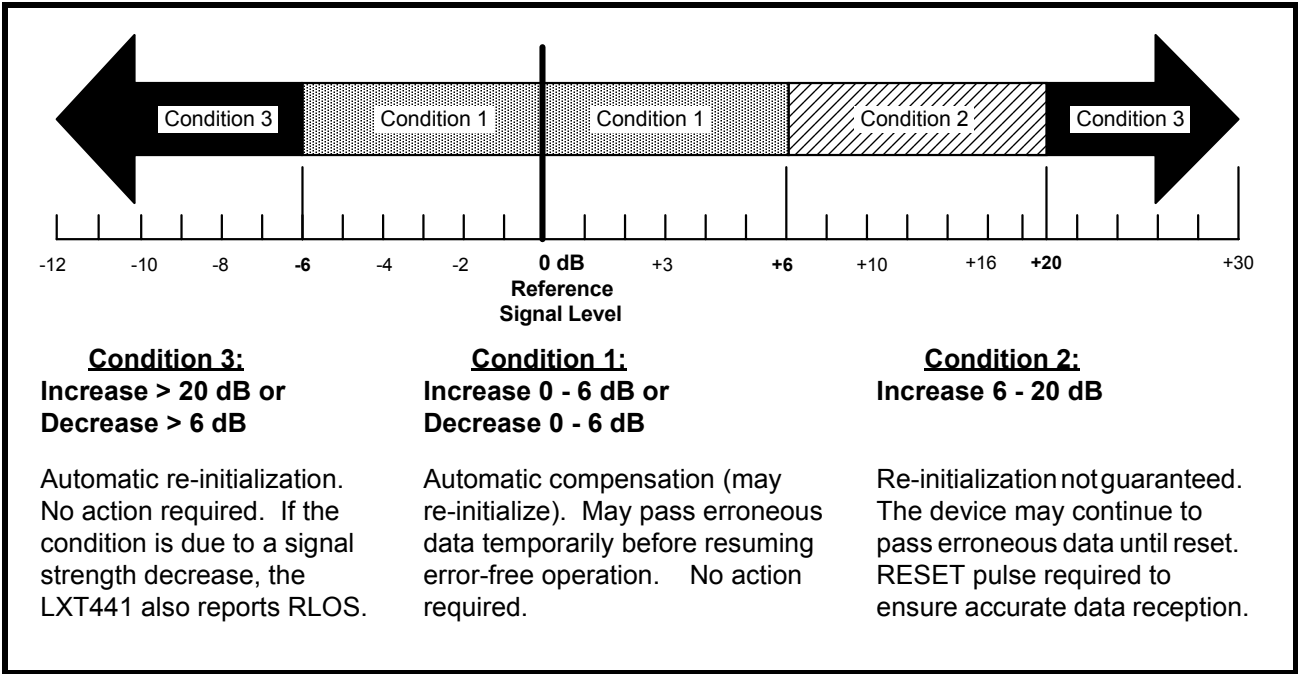 Condition 3 Condition 1 Condition 1 Condition 2 Condition 3
-12 -10 -8 -6 -4 -2 0 dB +3 +6 +10 +16 +20 +30
Reference
Signal Level
Condition 3:
Increase > 20 dB or
Decrease > 6 dB
Automatic re-initialization.
No action required. If the
condition is due to a signal
strength decrease, the
LXT441 also reports RLOS.
Condition 1:
Increase 0 - 6 dB or
Decrease 0 - 6 dB
Automatic compensation (may
re-initialize). May pass erroneous
data temporarily before resuming
error-free operation. No action
required.
Condition 2:
Increase 6 - 20 dB
Re-initialization not guaranteed.
The device may continue to
pass erroneous data until reset.
RESET pulse required to
ensure accurate data reception.